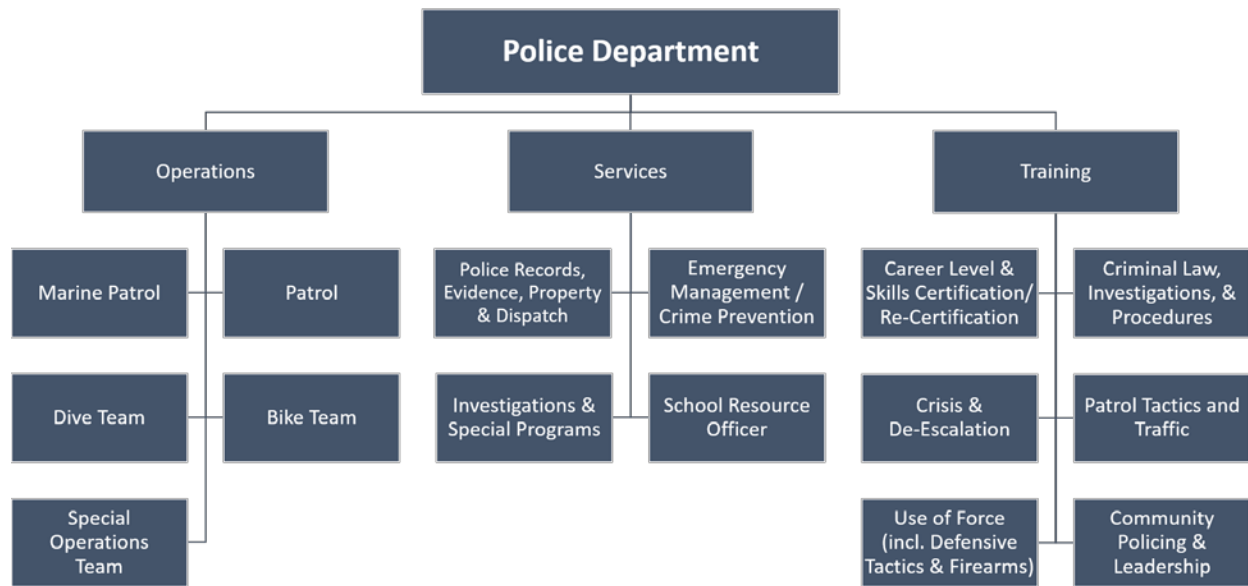 Police Department
Operations
Services
Training
Marine Patrol
Patrol
Police Records,
Evidence, Property
& Dispatch
Emergency
Management /
Crime Prevention
Career Level &
Skills Certification/
Re-Certification
Criminal Law,
Investigations, &
Procedures
Dive Team
Bike Team
Investigations &
Special Programs
School Resource
Officer
Crisis &
De-Escalation
Patrol Tactics and
Traffic
Special
Operations
Team
Use of Force
(incl. Defensive
Tactics & Firearms)
Community
Policing &
Leadership